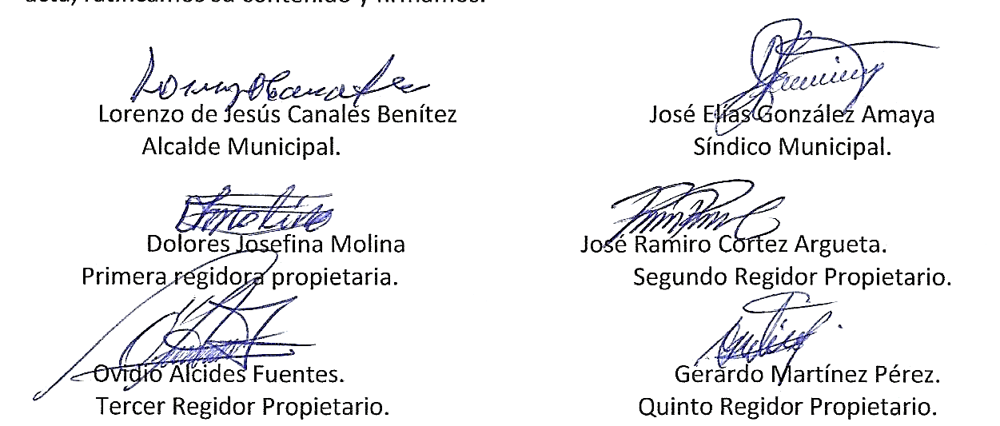 acta, ratificamos su contenido y firmamos.
Lorenzo de Jesús Canales Benítez
José Elías González Amaya
Alcalde Municipal.
Síndico Municipal.
Dolores Josefina Molina
José Ramiro Cortez Argueta.
Primera regidora propietaria.
Segundo Regidor Propietario.
Ovidio Alcides Fuentes.
Gerardo Martínez Pérez.
Tercer Regidor Propietario.
Quinto Regidor Propietario.